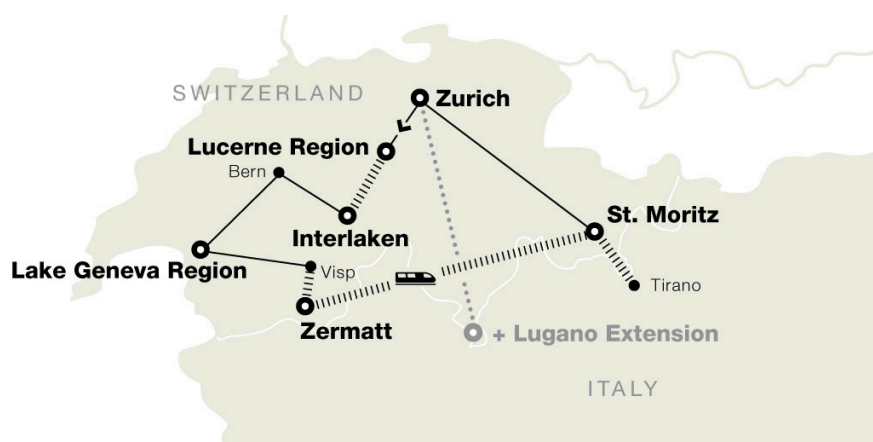 SWITZERLAND
Zurich
Lucerne Region
Bern
St. Moritz
Interlaken
Lake Geneva Region
Visp
Tirano
Zermatt
+ Lugano Extension
ITALY